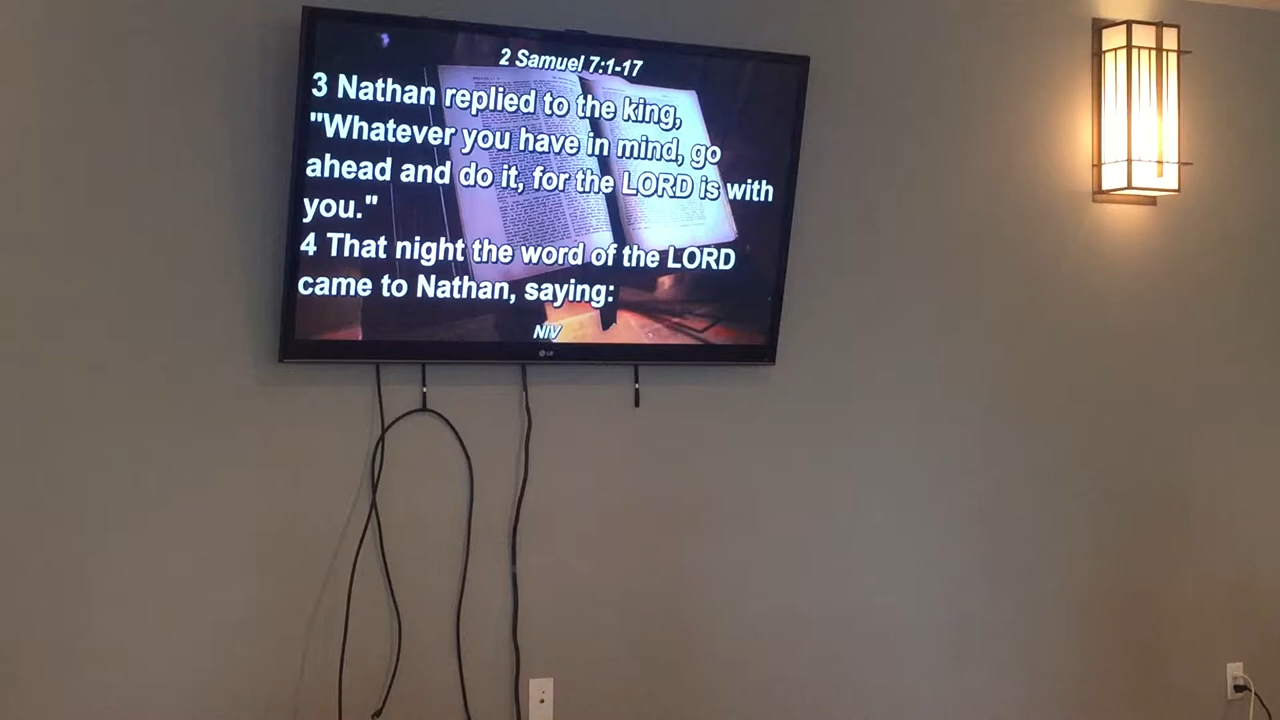 2 Samuel 7:1-17
3 Nathan replied to the king,
"Whatever you have in mind, go
ahead and do it, for the LORD is with
you."
4 That night the word of the LORD
came to Nathan, saying:
NIV
LG